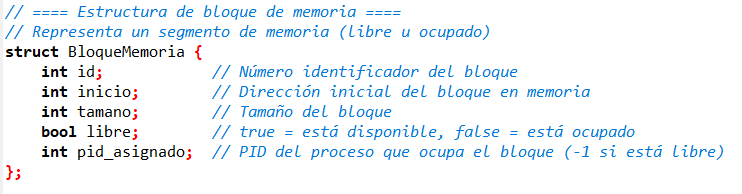 // ==== Estructura de bloque de memoria ====
// Representa un segmento de memoria (libre u ocupado)
struct BloqueMemoria {
    int id;             // Número identificador del bloque
    int inicio;         // Dirección inicial del bloque en memoria
    int tamano;         // Tamaño del bloque
    bool libre;         // true = está disponible, false = está ocupado
    int pid_asignado;   // PID del proceso que ocupa el bloque (-1 si está libre)
};